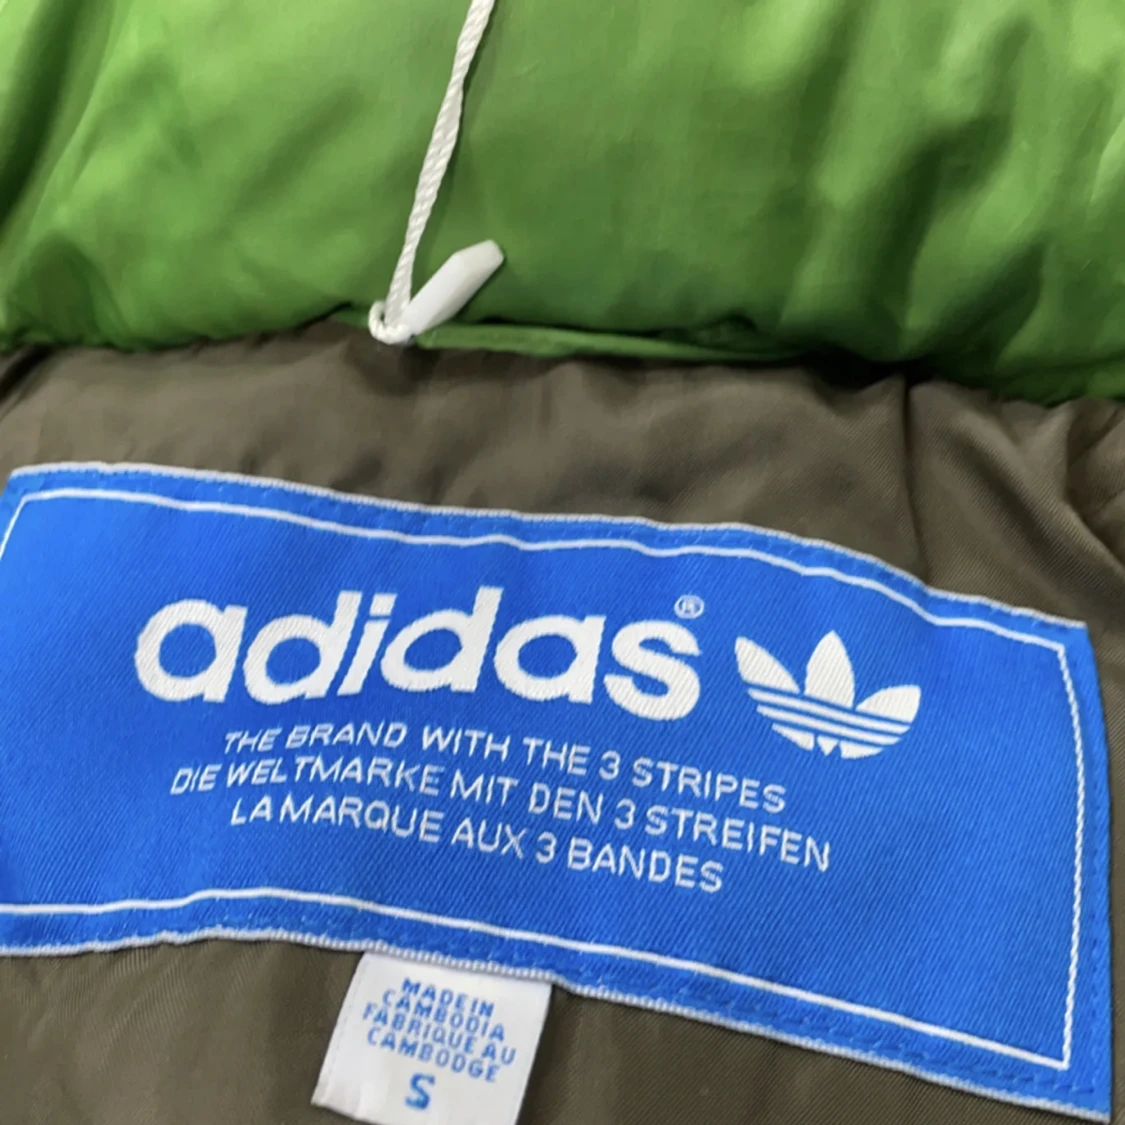 adidas®
THE BRAND WITH THE 3 STRIPES
DIE WELTMARKE MIT DEN 3 STREIFEN
LA MARQUE AUX 3 BANDES
MADE IN
CAMBODIA
FABRIQUE AU
CAMBODGE
S